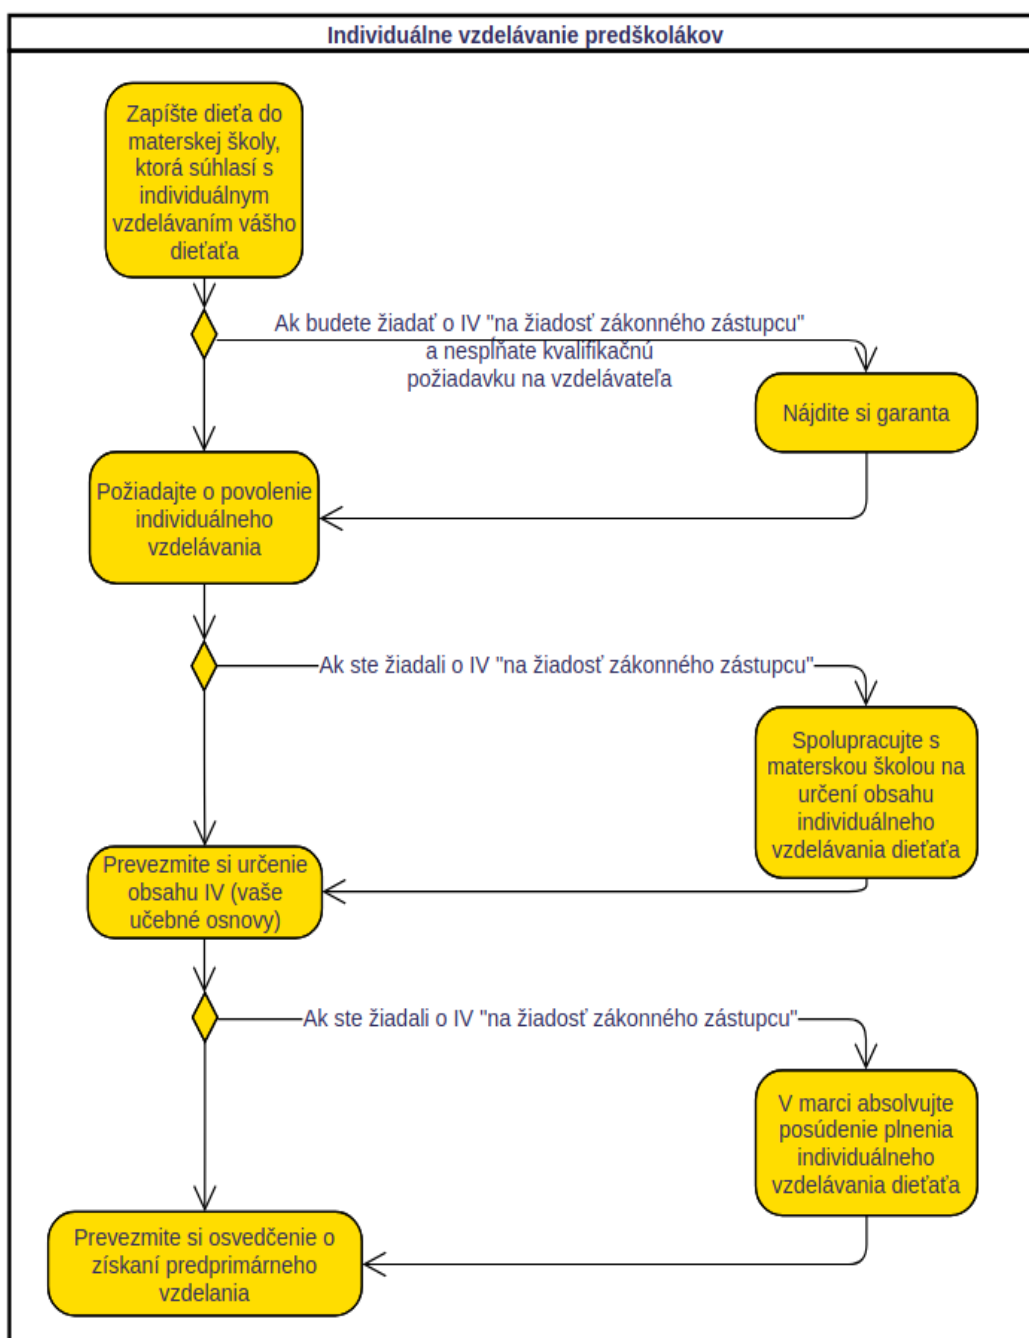 Individuálne vzdelávanie predškolákov
Zapíšte dieťa do
materskej školy,
ktorá súhlasí s
individuálnym
vzdelávaním vášho
dieťaťa
Ak budete žiadať o IV "na žiadosť zákonného zástupcu"
a nespĺňate kvalifikačnú
požiadavku na vzdelávateľa
Nájdite si garanta
Požiadajte o povolenie
individuálneho
vzdelávania
Ak ste žiadali o IV "na žiadosť zákonného zástupcu"
Spolupracujte s
materskou školou na
určení obsahu
individuálneho
vzdelávania dieťaťa
Prevezmite si určenie
obsahu IV (vaše
učebné osnovy)
Ak ste žiadali o IV "na žiadosť zákonného zástupcu"
V marci absolvujte
posúdenie plnenia
individuálneho
vzdelávania dieťaťa
Prevezmite si osvedčenie o
získaní predprimárneho
vzdelania